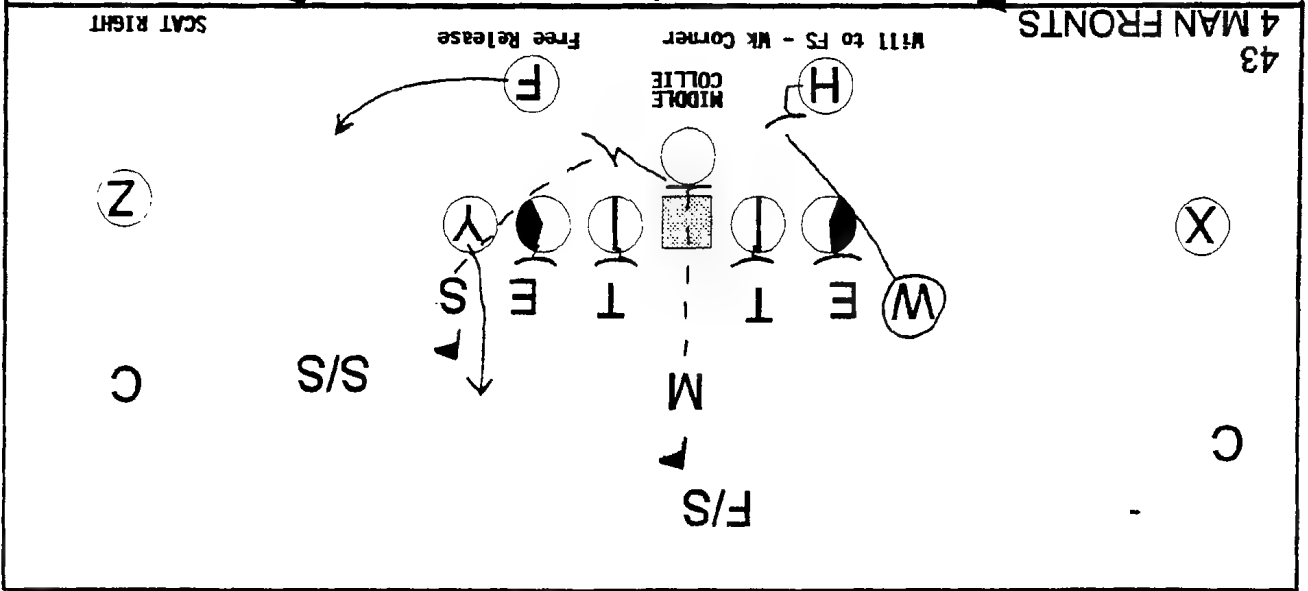 F/S
C
M S/S C
W E T T E S
X Y Z
H
MIDDLE
COLLIE
F
43
4 MAN FRONTS
Will to FS - Wk Corner
Free Release
SCAT RIGHT